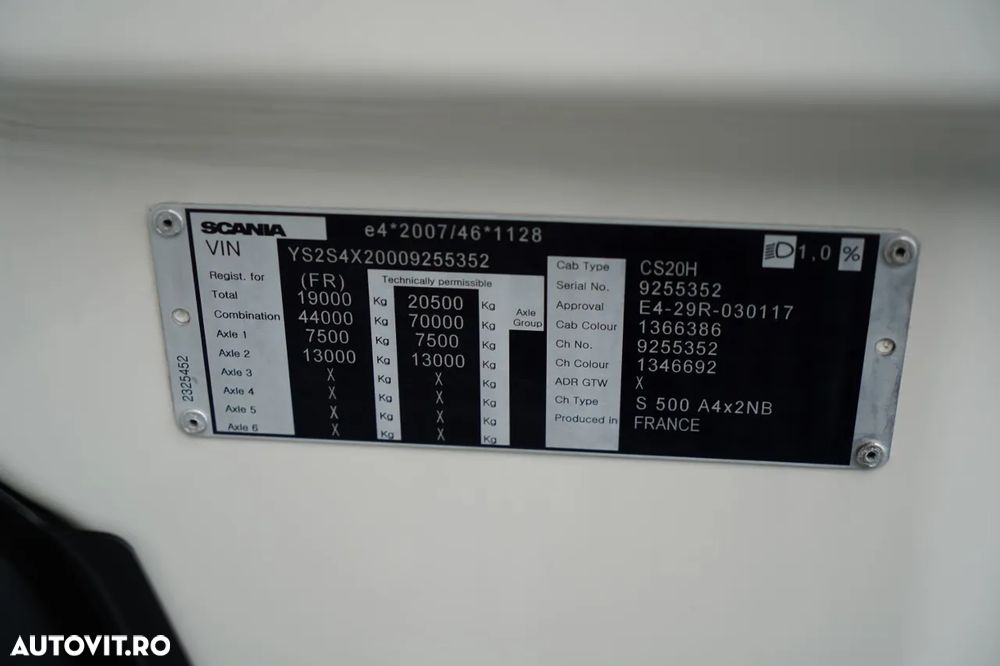 SCANIA e4*2007/46*1128
VIN YS2S4X20009255352
Regist. for (FR) Technically permissible
Total 19000 Kg 20500 Kg Axle Group
Combination 44000 Kg 70000 Kg
Axle 1 7500 Kg 7500 Kg
Axle 2 13000 Kg 13000 Kg
Axle 3 X Kg X Kg
Axle 4 X Kg X Kg
Axle 5 X Kg X Kg
Axle 6 X Kg X Kg
1,0 %
Cab Type CS20H
Serial No. 9255352
Approval E4-29R-030117
Cab Colour 1366386
Ch No. 9255352
Ch Colour 1346692
ADR GTW X
Ch Type S 500 A4x2NB
Produced in FRANCE
2325452
AUTOVIT.RO